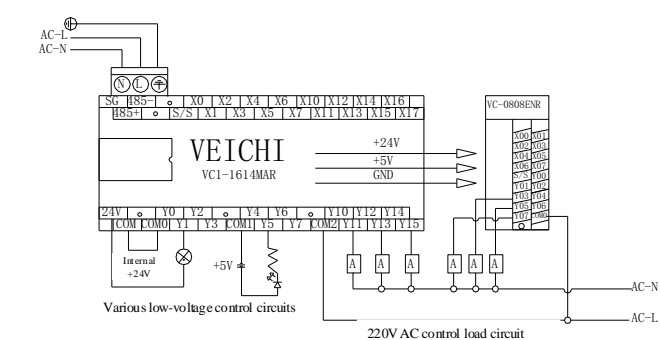 AC-L
AC-N
N L
SG 485- X0 X2 X4 X6 X10 X12 X14 X16
485+ S/S X1 X3 X5 X7 X11 X13 X15 X17
VC-0808ENR
X00 X01
X02 X03
X04 X05
X06 X07
S/S Y00
Y01 Y02
Y03 Y04
Y05 Y06
Y07 COM0
VEICHI
VC1-1614MAR
+24V
+5V
GND
24V Y0 Y2 Y4 Y6 Y10 Y12 Y14
COM COM0 Y1 Y3 COM1 Y5 Y7 COM2 Y11 Y13 Y15
Internal
+24V
+5V
A A A A A A
AC-N
AC-L
Various low-voltage control circuits
220V AC control load circuit